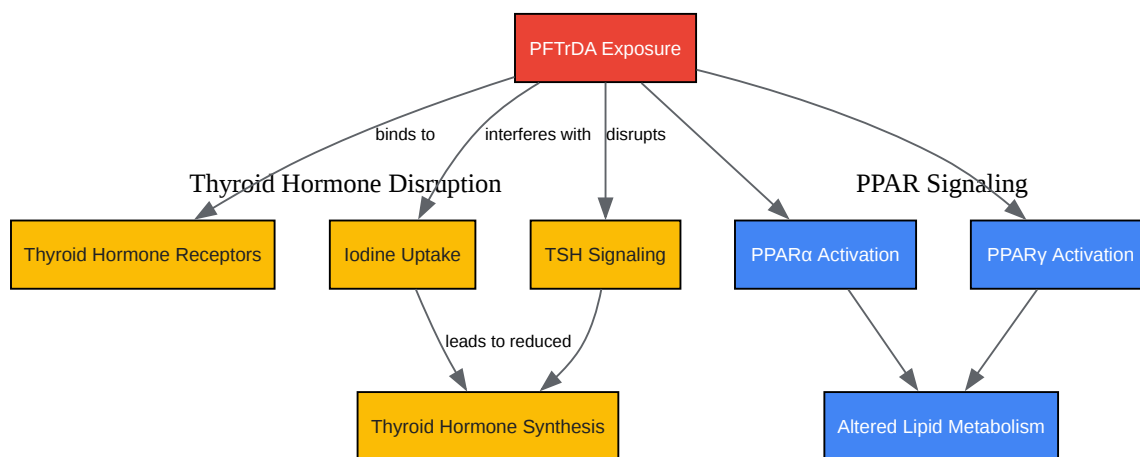 PFTrDA Exposure
binds to
interferes with
disrupts
Thyroid Hormone Disruption
PPAR Signaling
Thyroid Hormone Receptors
Iodine Uptake
TSH Signaling
PPARα Activation
PPARγ Activation
leads to reduced
Thyroid Hormone Synthesis
Altered Lipid Metabolism